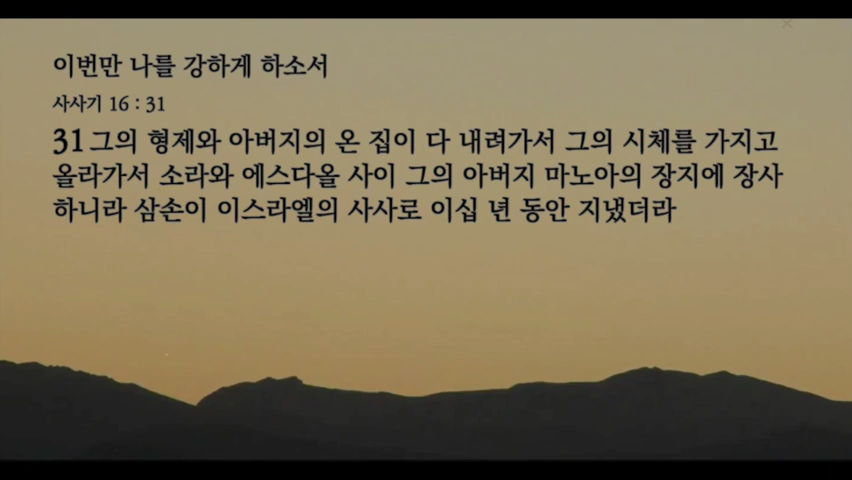 이번만 나를 강하게 하소서
사사기 16 : 31
31 그의 형제와 아버지의 온 집이 다 내려가서 그의 시체를 가지고
올라가서 소라와 에스다올 사이 그의 아버지 마노아의 장지에 장사
하니라 삼손이 이스라엘의 사사로 이십 년 동안 지냈더라